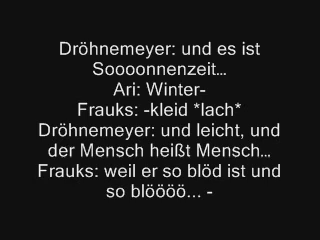 Dröhnemeyer: und es ist
Soooonnenzeit...
Ari: Winter-
Frauks: -kleid *lach*
Dröhnemeyer: und leicht, und
der Mensch heißt Mensch...
Frauks: weil er so blöd ist und
so blöööö... -